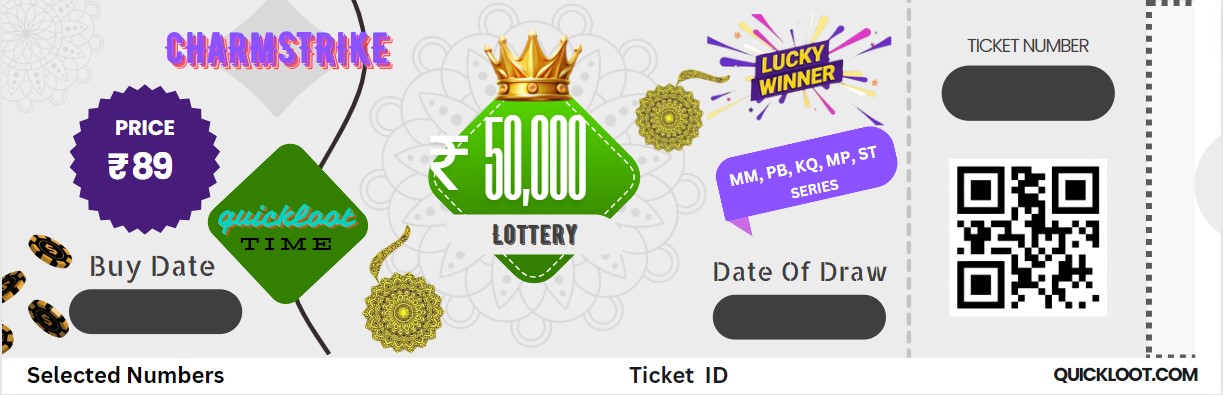 CHARMSTRIKE
PRICE
₹89
quickloot
TIME
Buy Date
₹ 50,000
LOTTERY
LUCKY
WINNER
MM, PB, KQ, MP, ST
SERIES
Date Of Draw
TICKET NUMBER
Selected Numbers
Ticket ID
QUICKLOOT.COM